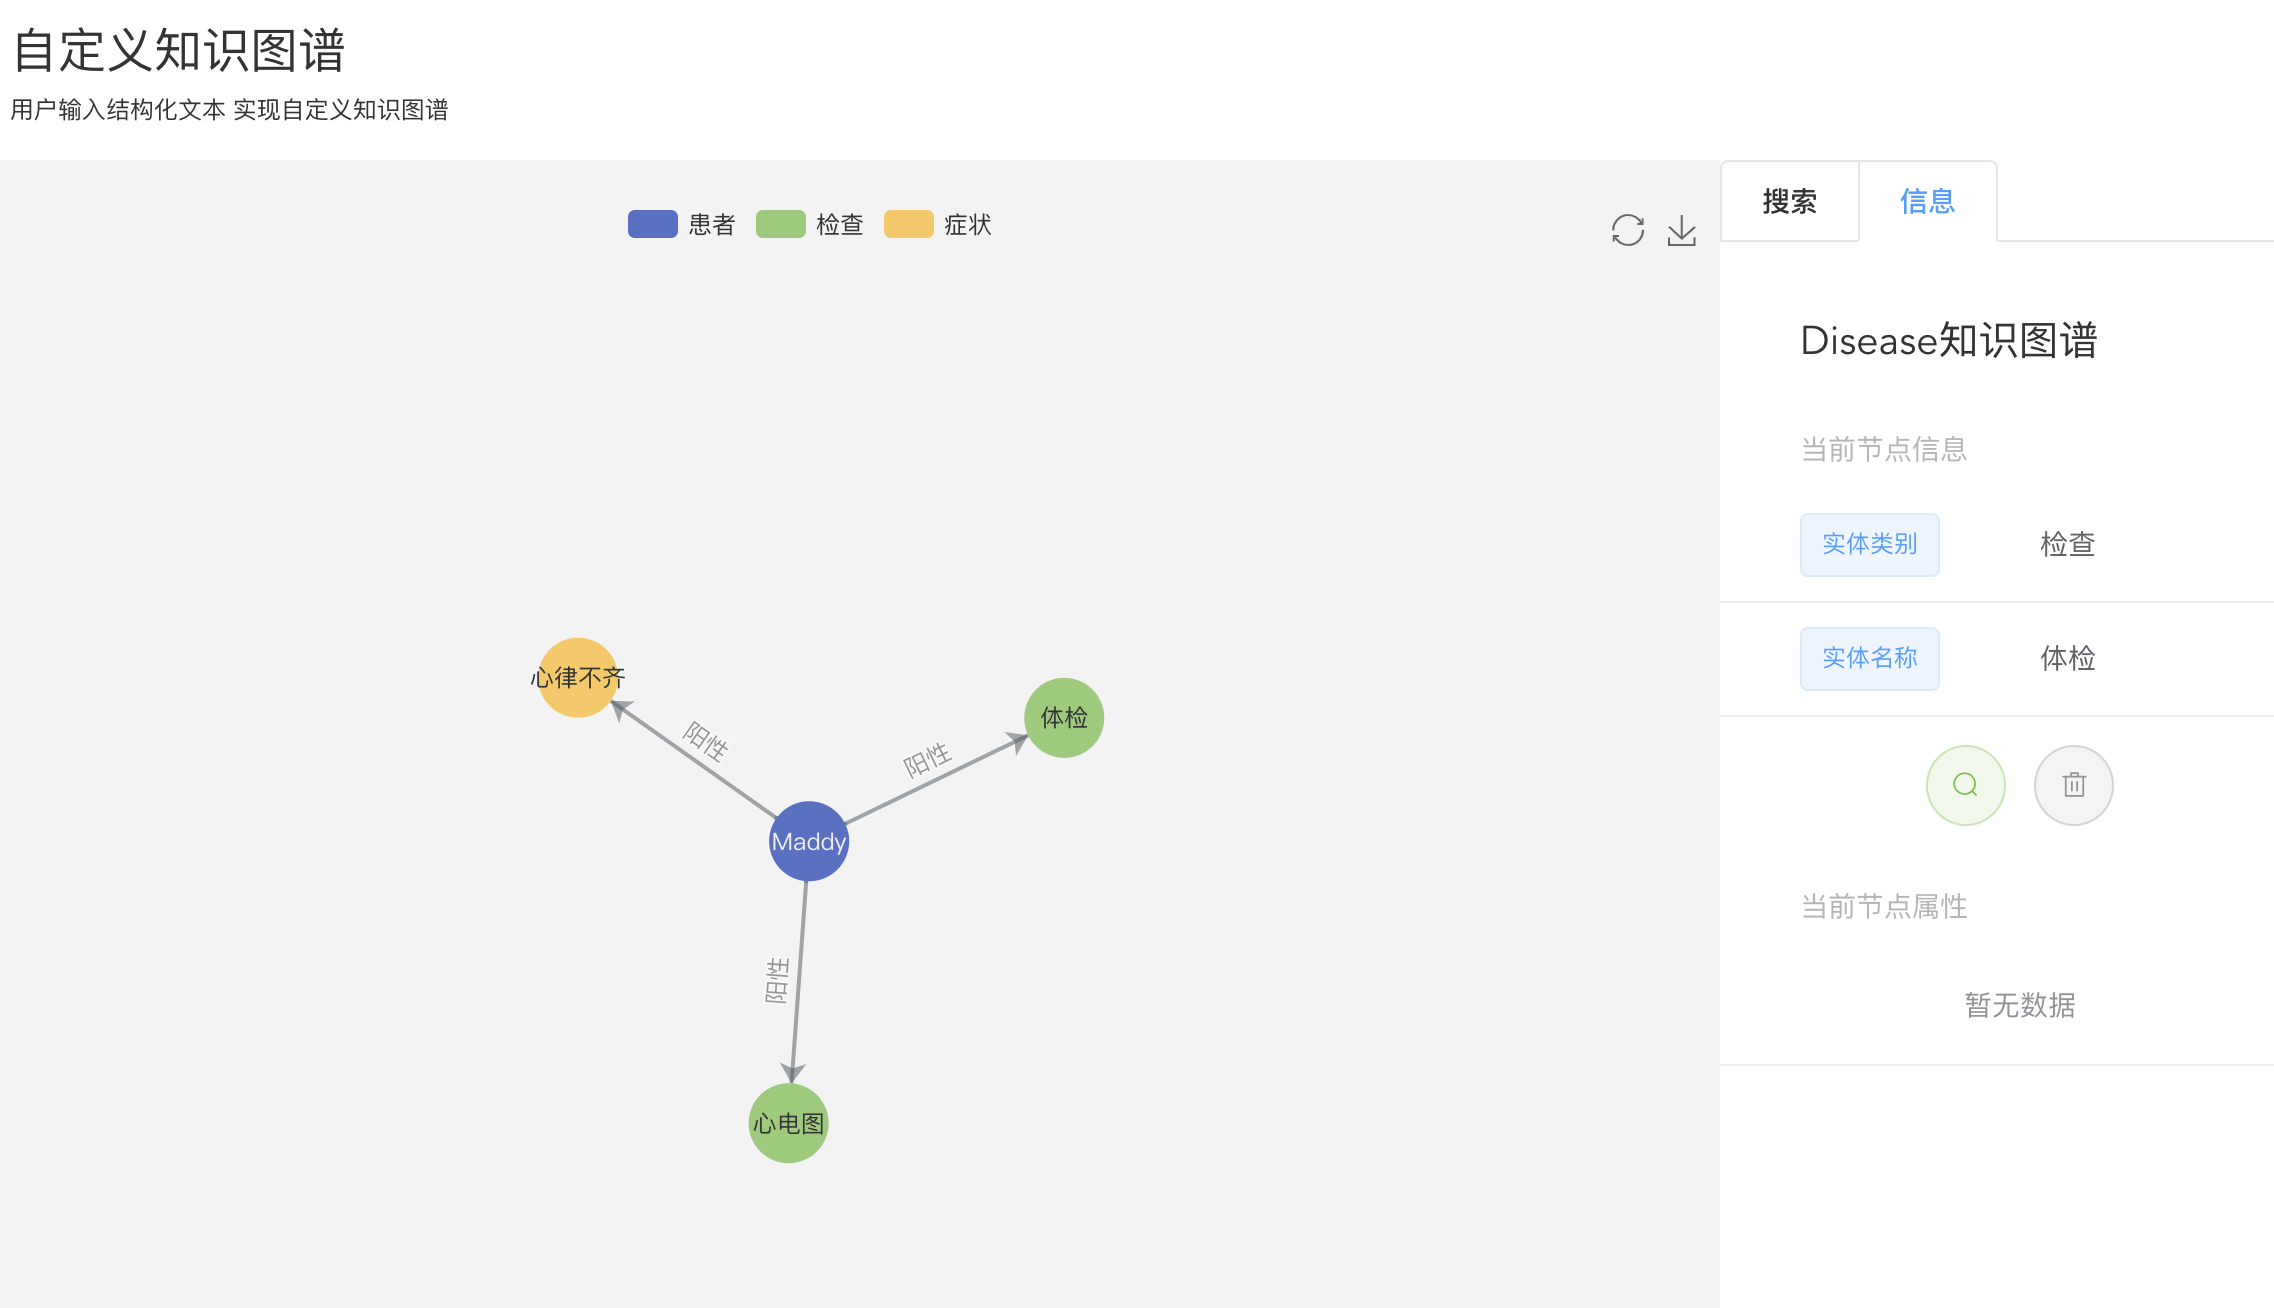 自定义知识图谱
用户输入结构化文本 实现自定义知识图谱
患者 检查 症状
搜索 信息
Disease知识图谱
当前节点信息
实体类别 检查
实体名称 体检
心律不齐
体检
阳性
阳性
Maddy
阳性
心电图
当前节点属性
暂无数据